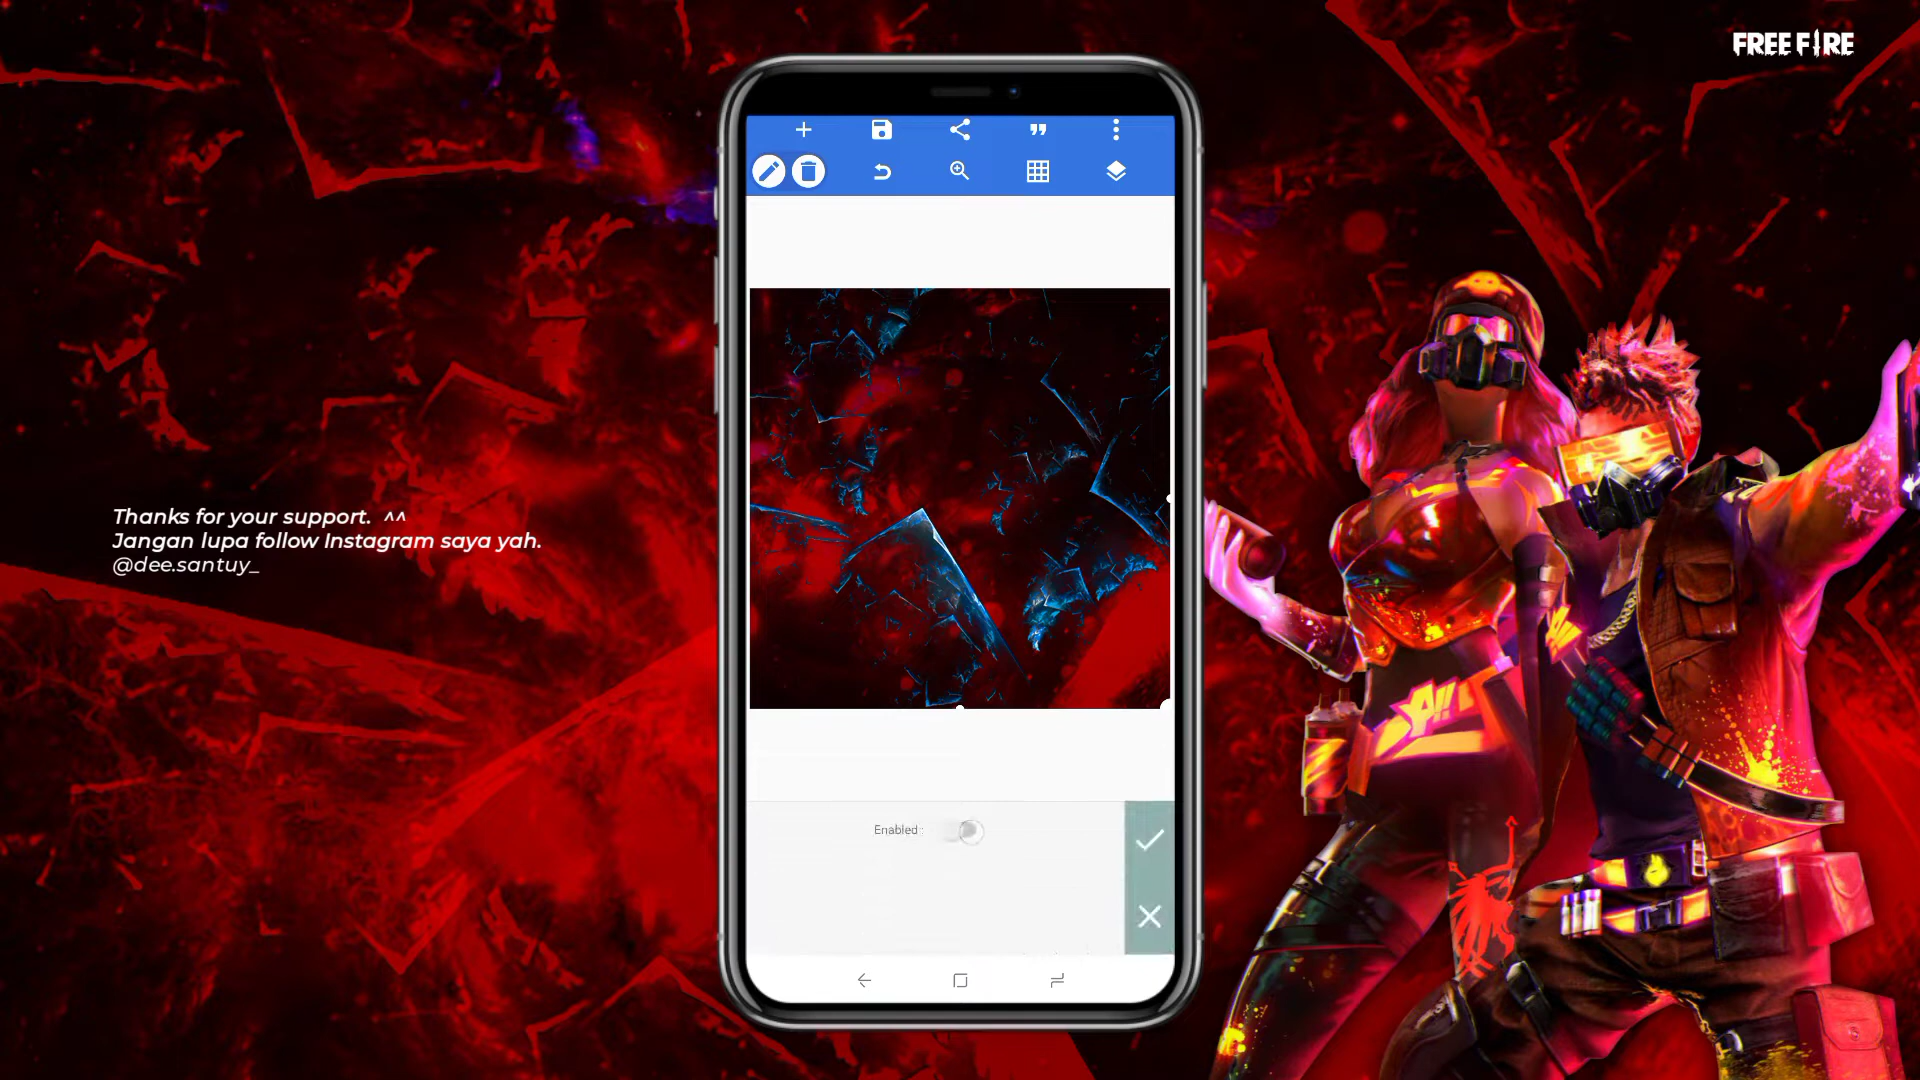 FREE FIRE
Thanks for your support. ^^
Jangan lupa follow Instagram saya yah.
@dee.santuy_
Enabled :